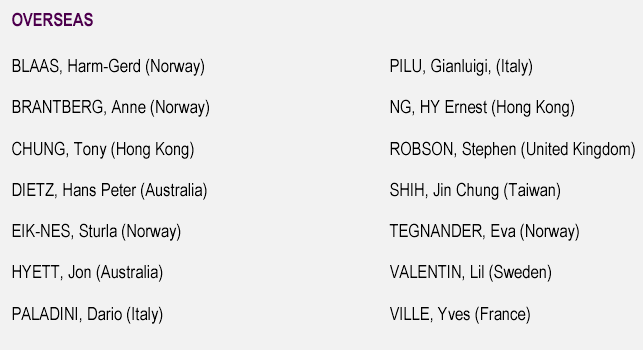 OVERSEAS
BLAAS, Harm-Gerd (Norway)
BRANTBERG, Anne (Norway)
CHUNG, Tony (Hong Kong)
DIETZ, Hans Peter (Australia)
EIK-NES, Sturla (Norway)
HYETT, Jon (Australia)
PALADINI, Dario (Italy)
PILU, Gianluigi, (Italy)
NG, HY Ernest (Hong Kong)
ROBSON, Stephen (United Kingdom)
SHIH, Jin Chung (Taiwan)
TEGNANDER, Eva (Norway)
VALENTIN, Lil (Sweden)
VILLE, Yves (France)